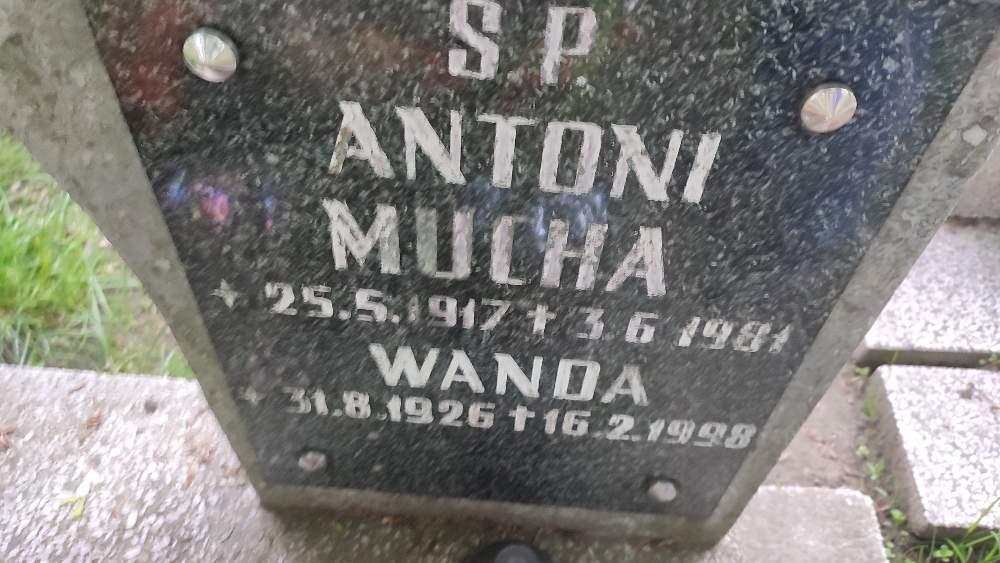 S. P.
ANTONI
MUCHA
* 25.5.1917 † 3.6 1981
WANDA
* 31.8.1926 † 16.2.1998